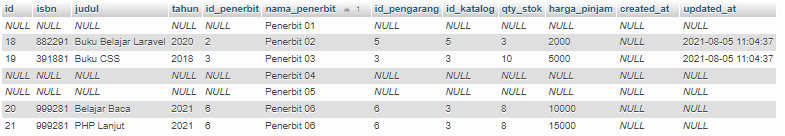 id isbn judul tahun id_penerbit nama_penerbit 1 id_pengarang id_katalog qty_stok harga_pinjam created_at updated_at
NULL NULL NULL NULL NULL Penerbit 01 NULL NULL NULL NULL NULL NULL
18 882291 Buku Belajar Laravel 2020 2 Penerbit 02 5 5 3 2000 NULL 2021-08-05 11:04:37
19 391881 Buku CSS 2018 3 Penerbit 03 3 3 10 5000 NULL 2021-08-05 11:04:37
NULL NULL NULL NULL NULL Penerbit 04 NULL NULL NULL NULL NULL NULL
NULL NULL NULL NULL NULL Penerbit 05 NULL NULL NULL NULL NULL NULL
20 999281 Belajar Baca 2021 6 Penerbit 06 6 3 8 10000 NULL NULL
21 999281 PHP Lanjut 2021 6 Penerbit 06 6 3 8 15000 NULL NULL